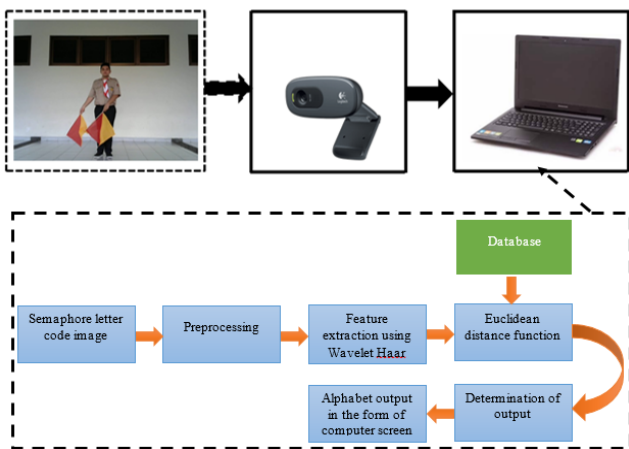 Database
Semaphore letter
code image
Preprocessing
Feature
extraction using
Wavelet Haar
Euclidean
distance function
Alphabet output
in the form of
computer screen
Determination of
output